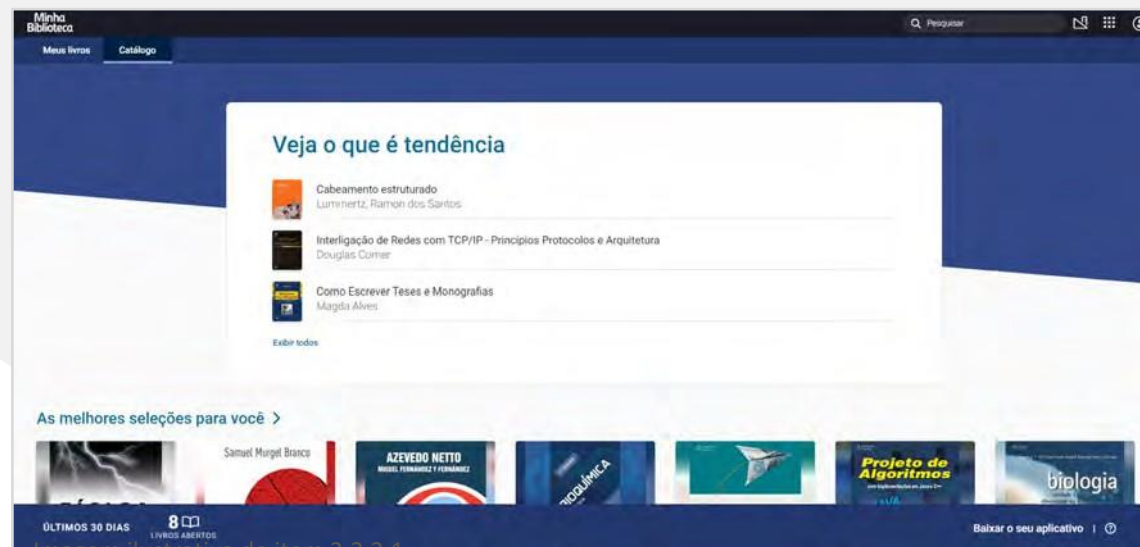 Minha
Biblioteca
Pesquisar
Meus livros
Catálogo
Veja o que é tendência
Cabeamento estruturado
Lummertz, Ramon dos Santos
Interligação de Redes com TCP/IP - Princípios Protocolos e Arquitetura
Douglas Comer
Como Escrever Teses e Monografias
Magda Alves
Exibir todos
As melhores seleções para você >
Samuel Murgel Branco
AZEVEDO NETTO
MIGUEL FERNÁNDEZ Y FERNÁNDEZ
BIOQUÍMICA
Projeto de
Algoritmos
biologia
ÚLTIMOS 30 DIAS
8
LIVROS ABERTOS
Baixar o seu aplicativo